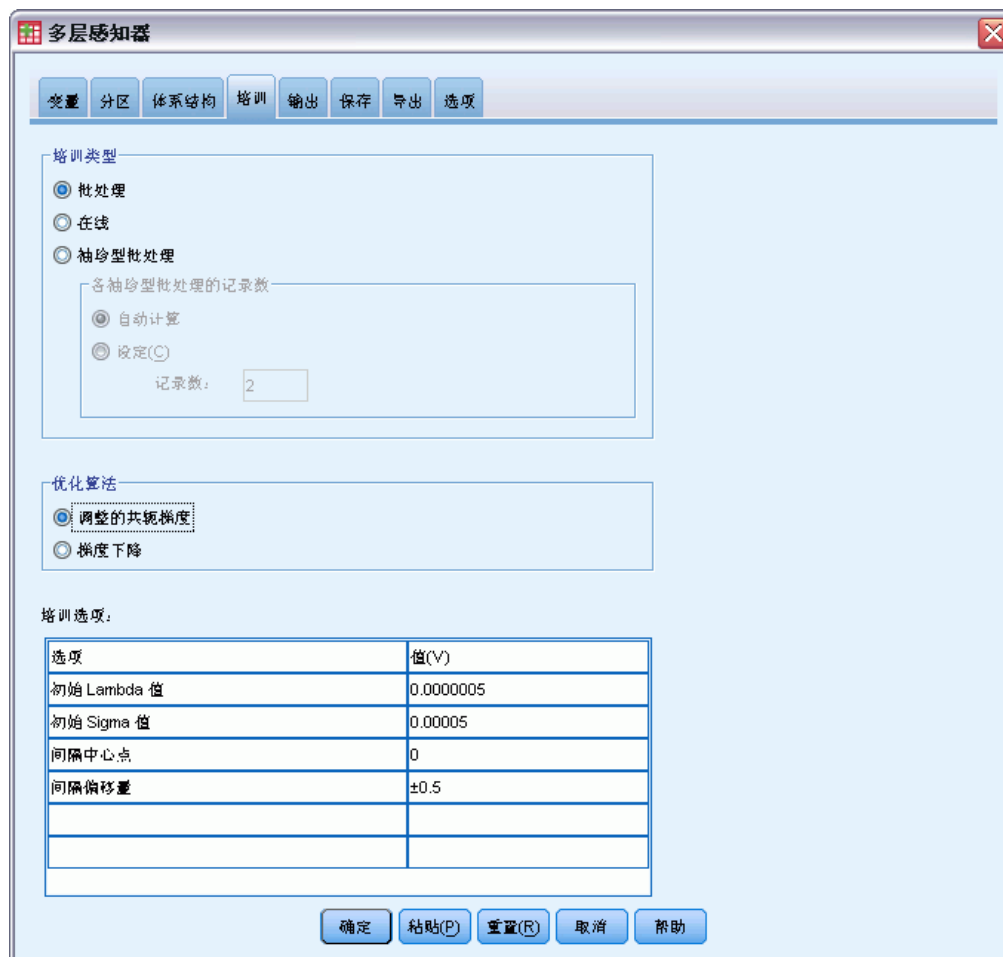 多层感知器
变量 分区 体系结构 培训 输出 保存 导出 选项
培训类型
批处理
在线
袖珍型批处理
各袖珍型批处理的记录数
自动计算
设定(C)
记录数： 2
优化算法
调整的共轭梯度
梯度下降
培训选项：
选项 值(V)
初始 Lambda 值 0.0000005
初始 Sigma 值 0.00005
间隔中心点 0
间隔偏移量 ±0.5
确定 粘贴(P) 重置(R) 取消 帮助